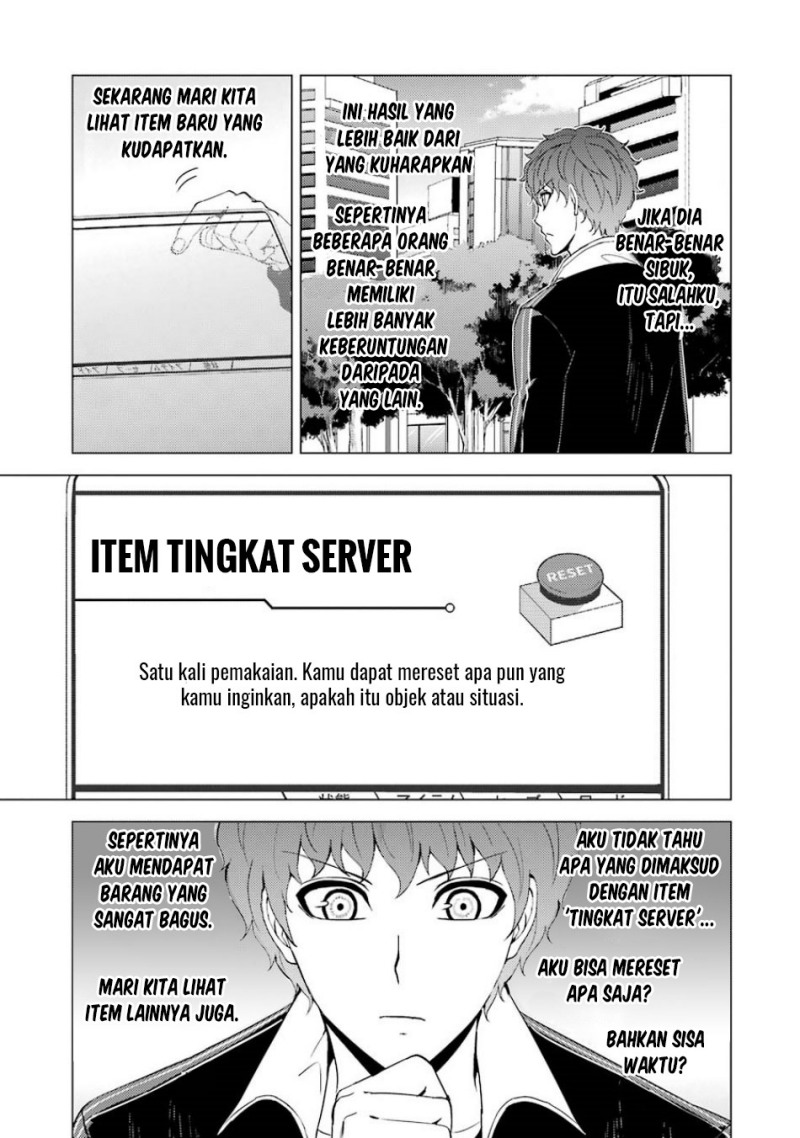 JIKA DIA
BENAR-BENAR
SIBUK,
ITU SALAHKU,
TAPI...
INI HASIL YANG
LEBIH BAIK DARI
YANG KUHARAPKAN
SEPERTINYA
BEBERAPA ORANG
BENAR-BENAR
MEMILIKI
LEBIH BANYAK
KEBERUNTUNGAN
DARIPADA
YANG LAIN.
SEKARANG MARI KITA
LIHAT ITEM BARU YANG
KUDAPATKAN.
ITEM TINGKAT SERVER
RESET
Satu kali pemakaian. Kamu dapat mereset apa pun yang
kamu inginkan, apakah itu objek atau situasi.
AKU TIDAK TAHU
APA YANG DIMAKSUD
DENGAN ITEM
'TINGKAT SERVER'...
AKU BISA MERESET
APA SAJA?
BAHKAN SISA
WAKTU?
SEPERTINYA
AKU MENDAPAT
BARANG YANG
SANGAT BAGUS.
MARI KITA LIHAT
ITEM LAINNYA JUGA.